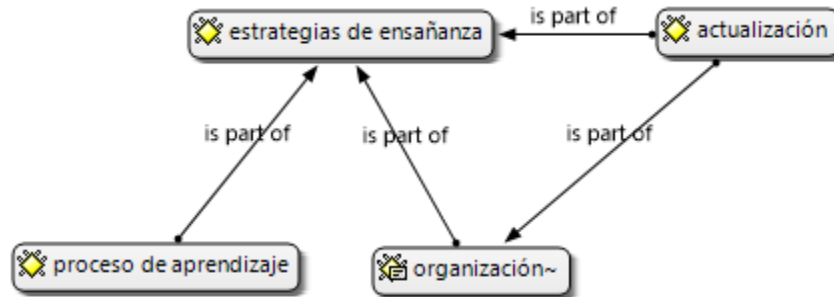 is part of
estrategias de ensañanza
actualización
is part of
is part of
is part of
proceso de aprendizaje
organización~